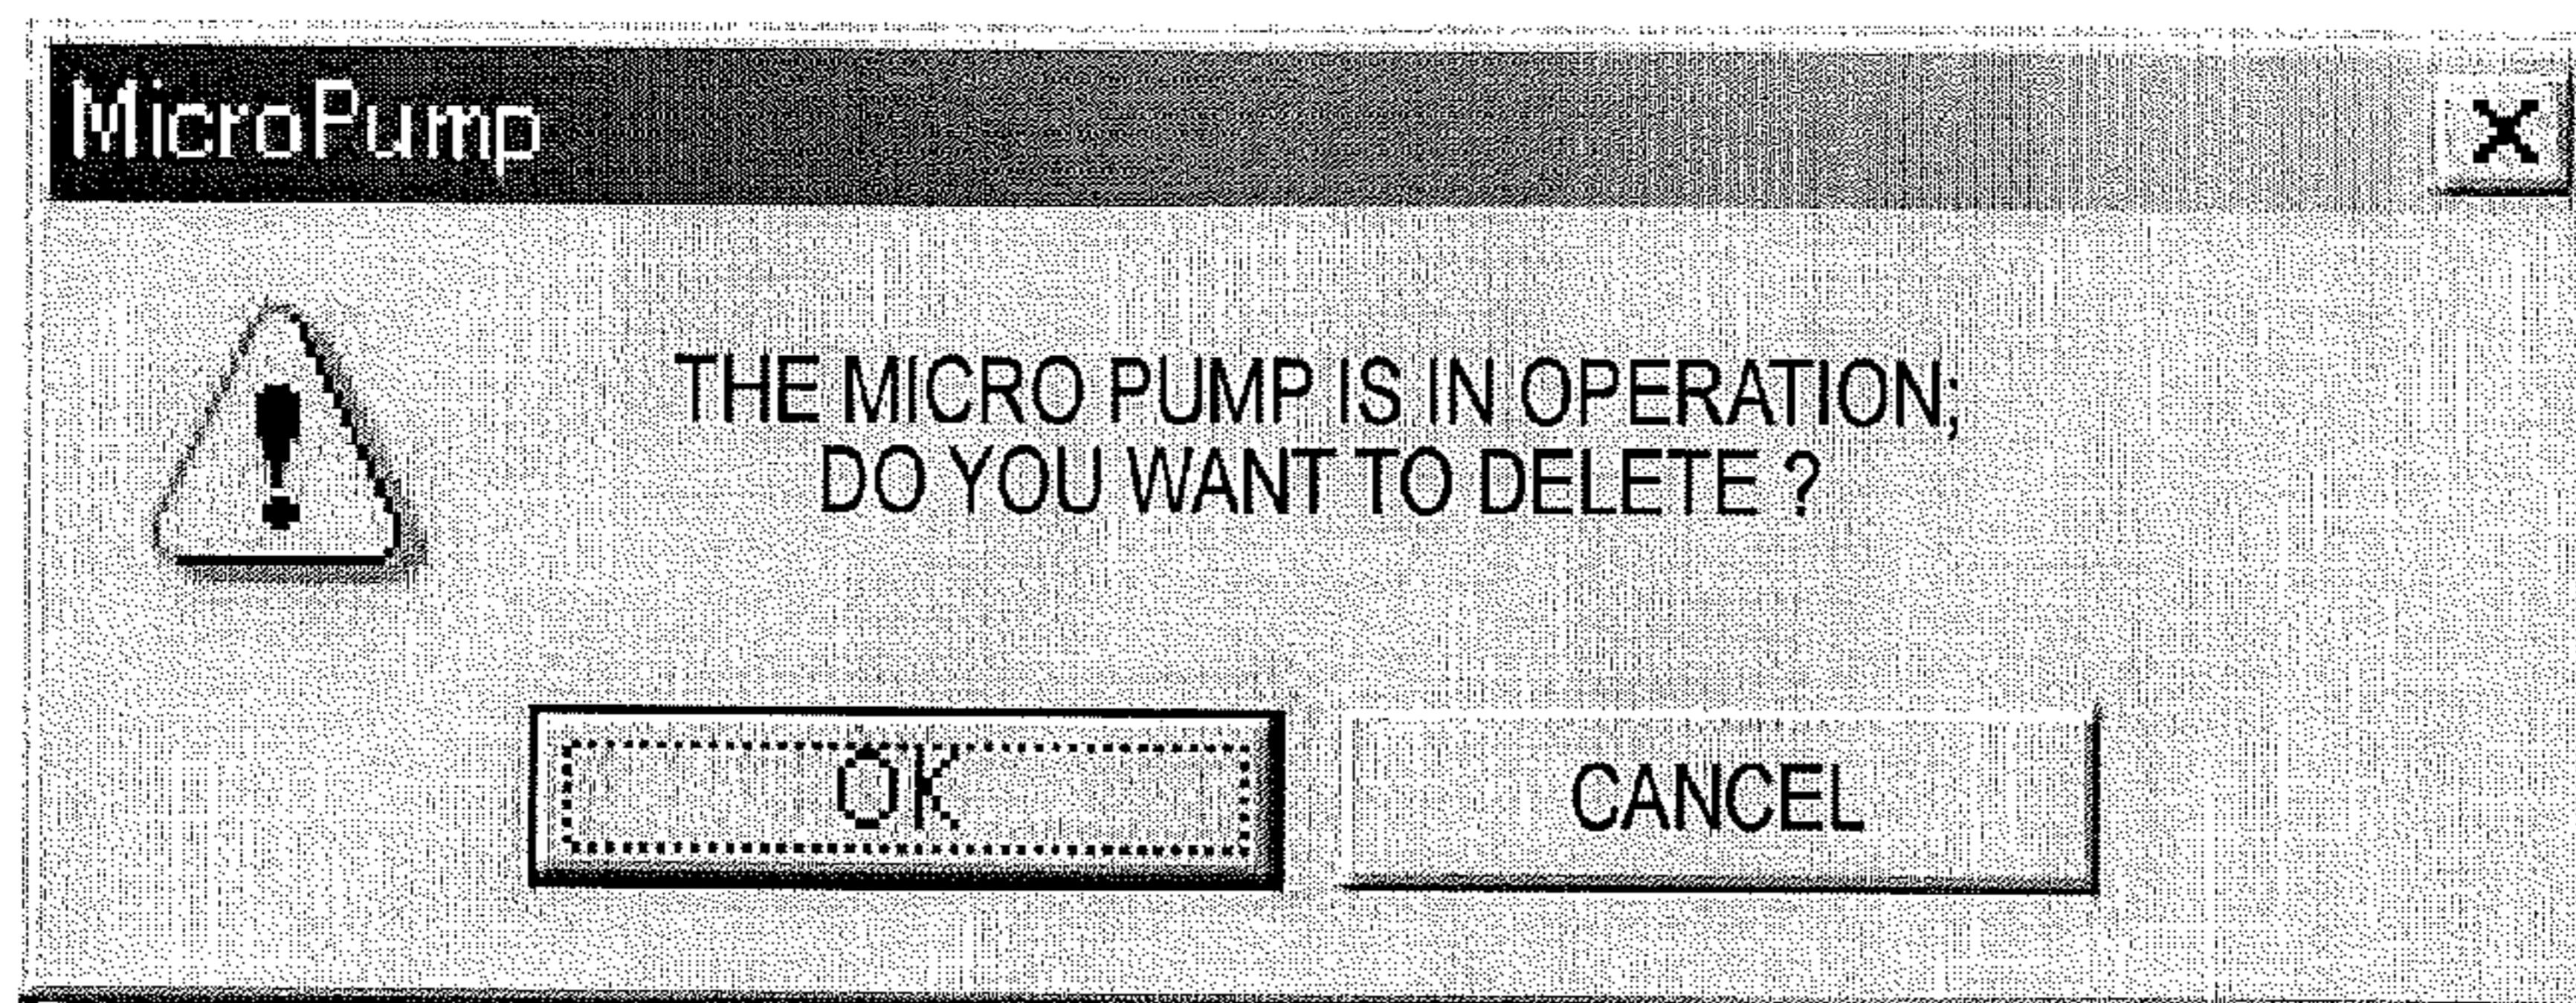 MicroPump
THE MICRO PUMP IS IN OPERATION;
DO YOU WANT TO DELETE ?
OK
CANCEL